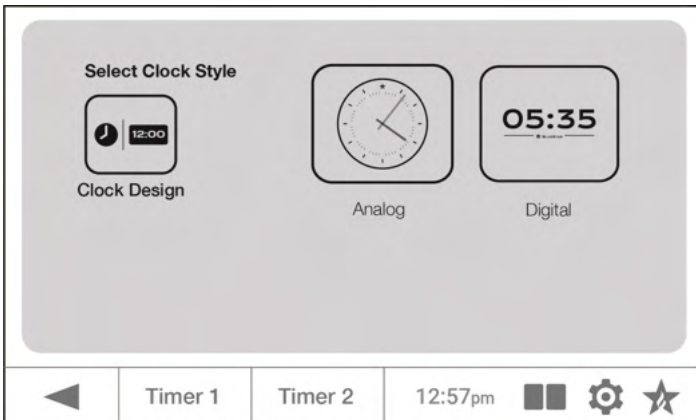 Select Clock Style
12:00
Clock Design
05:35
Analog
Digital
Timer 1
Timer 2
12:57pm